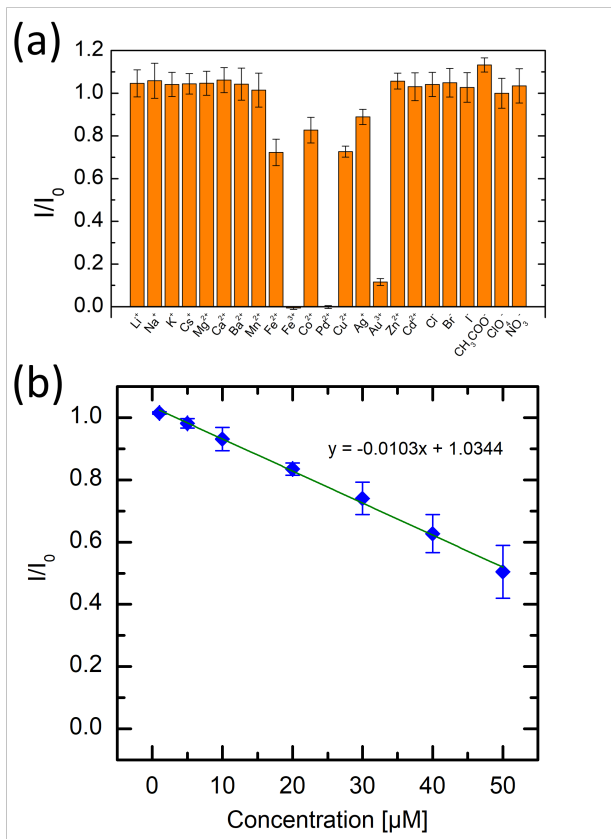 (a)
1.2
1.0
0.8
0.6
0.4
0.2
0.0
I/I₀
Li⁺ Na⁺ K⁺ Cs⁺ Mg²⁺ Ca²⁺ Ba²⁺ Mn²⁺ Fe²⁺ Fe³⁺ Co²⁺ Pd²⁺ Cu²⁺ Ag⁺ Au³⁺ Zn²⁺ Cd²⁺ Cl⁻ Br⁻ I⁻ CH₃COO⁻ ClO₄⁻ NO₃⁻
(b)
1.0
0.8
0.6
0.4
0.2
0.0
I/I₀
y = -0.0103x + 1.0344
0 10 20 30 40 50
Concentration [µM]